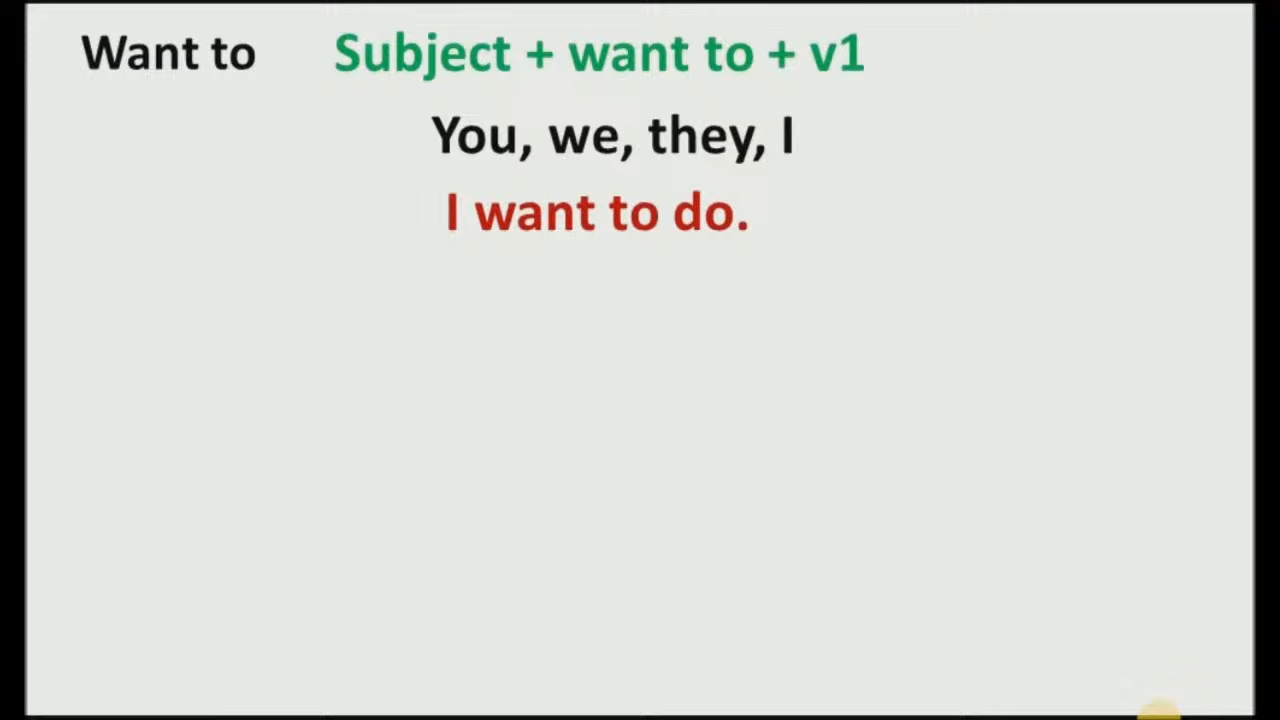 Want to Subject + want to + v1
You, we, they, I
I want to do.